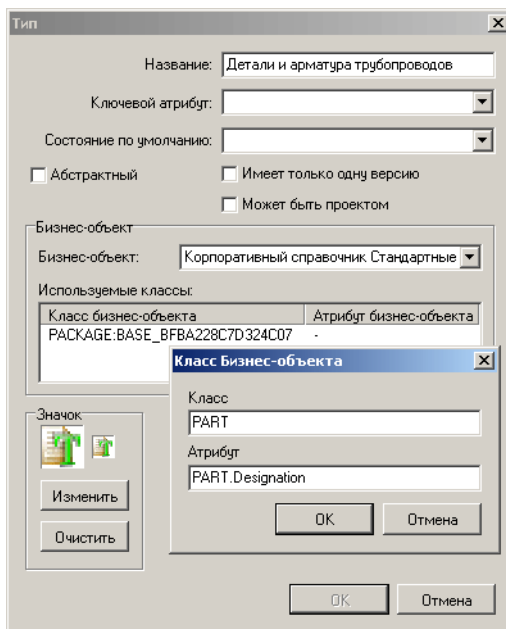 Тип
Название: Детали и арматура трубопроводов
Ключевой атрибут:
Состояние по умолчанию:
Абстрактный
Имеет только одну версию
Может быть проектом
Бизнес-объект
Бизнес-объект: Корпоративный справочник Стандартные
Используемые классы:
Класс бизнес-объекта Атрибут бизнес-объекта
PACKAGE:BASE_BFBA228C7D324C07 -
Класс Бизнес-объекта
Класс
PART
Атрибут
PART.Designation
OK Отмена
Значок
Изменить
Очистить
OK Отмена